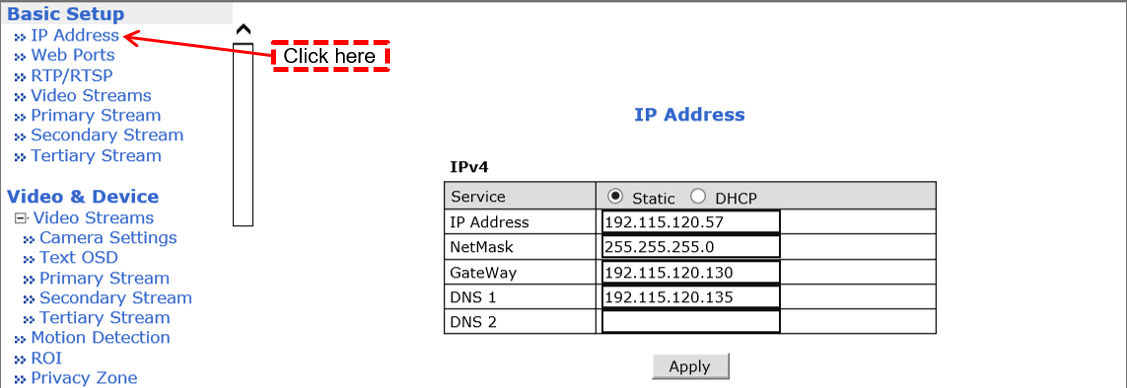 Basic Setup
IP Address
Web Ports
RTP/RTSP
Video Streams
Primary Stream
Secondary Stream
Tertiary Stream
Video & Device
Video Streams
Camera Settings
Text OSD
Primary Stream
Secondary Stream
Tertiary Stream
Motion Detection
ROI
Privacy Zone
Click here
IP Address
IPv4
Service Static DHCP
IP Address 192.115.120.57
NetMask 255.255.255.0
GateWay 192.115.120.130
DNS 1 192.115.120.135
DNS 2
Apply